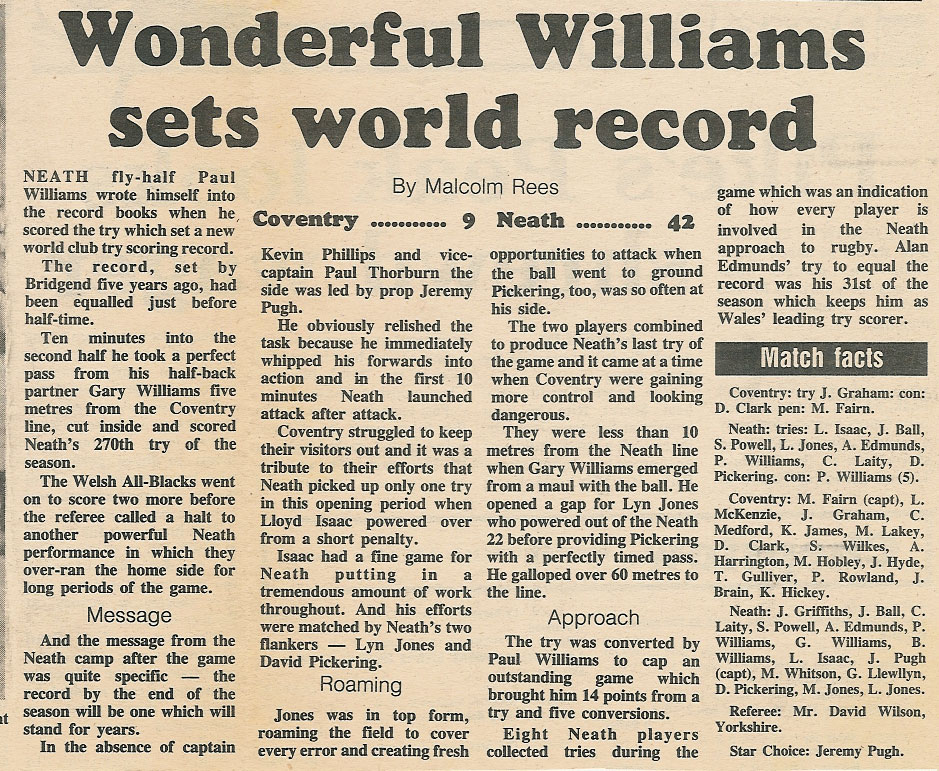 Wonderful Williams
sets world record
By Malcolm Rees
Coventry ............ 9 Neath ............ 42
NEATH fly-half Paul
Williams wrote himself into
the record books when he
scored the try which set a new
world club try scoring record.
The record, set by
Bridgend five years ago, had
been equalled just before
half-time.
Ten minutes into the
second half he took a perfect
pass from his half-back
partner Gary Williams five
metres from the Coventry
line, cut inside and scored
Neath's 270th try of the
season.
The Welsh All-Blacks went
on to score two more before
the referee called a halt to
another powerful Neath
performance in which they
over-ran the home side for
long periods of the game.
Message
And the message from the
Neath camp after the game
was quite specific — the
record by the end of the
season will be one which will
stand for years.
In the absence of captain
Kevin Phillips and vice-
captain Paul Thorburn the
side was led by prop Jeremy
Pugh.
He obviously relished the
task because he immediately
whipped his forwards into
action and in the first 10
minutes Neath launched
attack after attack.
Coventry struggled to keep
their visitors out and it was a
tribute to their efforts that
Neath picked up only one try
in this opening period when
Lloyd Isaac powered over
from a short penalty.
Isaac had a fine game for
Neath putting in a
tremendous amount of work
throughout. And his efforts
were matched by Neath's two
flankers — Lyn Jones and
David Pickering.
Roaming
Jones was in top form,
roaming the field to cover
every error and creating fresh
opportunities to attack when
the ball went to ground
Pickering, too, was so often at
his side.
The two players combined
to produce Neath's last try of
the game and it came at a time
when Coventry were gaining
more control and looking
dangerous.
They were less than 10
metres from the Neath line
when Gary Williams emerged
from a maul with the ball. He
opened a gap for Lyn Jones
who powered out of the Neath
22 before providing Pickering
with a perfectly timed pass.
He galloped over 60 metres to
the line.
Approach
The try was converted by
Paul Williams to cap an
outstanding game which
brought him 14 points from a
try and five conversions.
Eight Neath players
collected tries during the
game which was an indication
of how every player is
involved in the Neath
approach to rugby. Alan
Edmunds' try to equal the
record was his 31st of the
season which keeps him as
Wales' leading try scorer.
Match facts
Coventry: try J. Graham: con:
D. Clark pen: M. Fairn.
Neath: tries: L. Isaac, J. Ball,
S. Powell, L. Jones, A. Edmunds,
P. Williams, C. Laity, D.
Pickering. con: P. Williams (5).
Coventry: M. Fairn (capt), L.
McKenzie, J. Graham, C.
Medford, K. James, M. Lakey,
D. Clark, S. Wilkes, A.
Harrington, M. Hobley, J. Hyde,
T. Gulliver, P. Rowland, J.
Brain, K. Hickey.
Neath: J. Griffiths, J. Ball, C.
Laity, S. Powell, A. Edmunds, P.
Williams, G. Williams, B.
Williams, L. Isaac, J. Pugh
(capt), M. Whitson, G. Llewllyn,
D. Pickering, M. Jones, L. Jones.
Referee: Mr. David Wilson,
Yorkshire.
Star Choice: Jeremy Pugh.